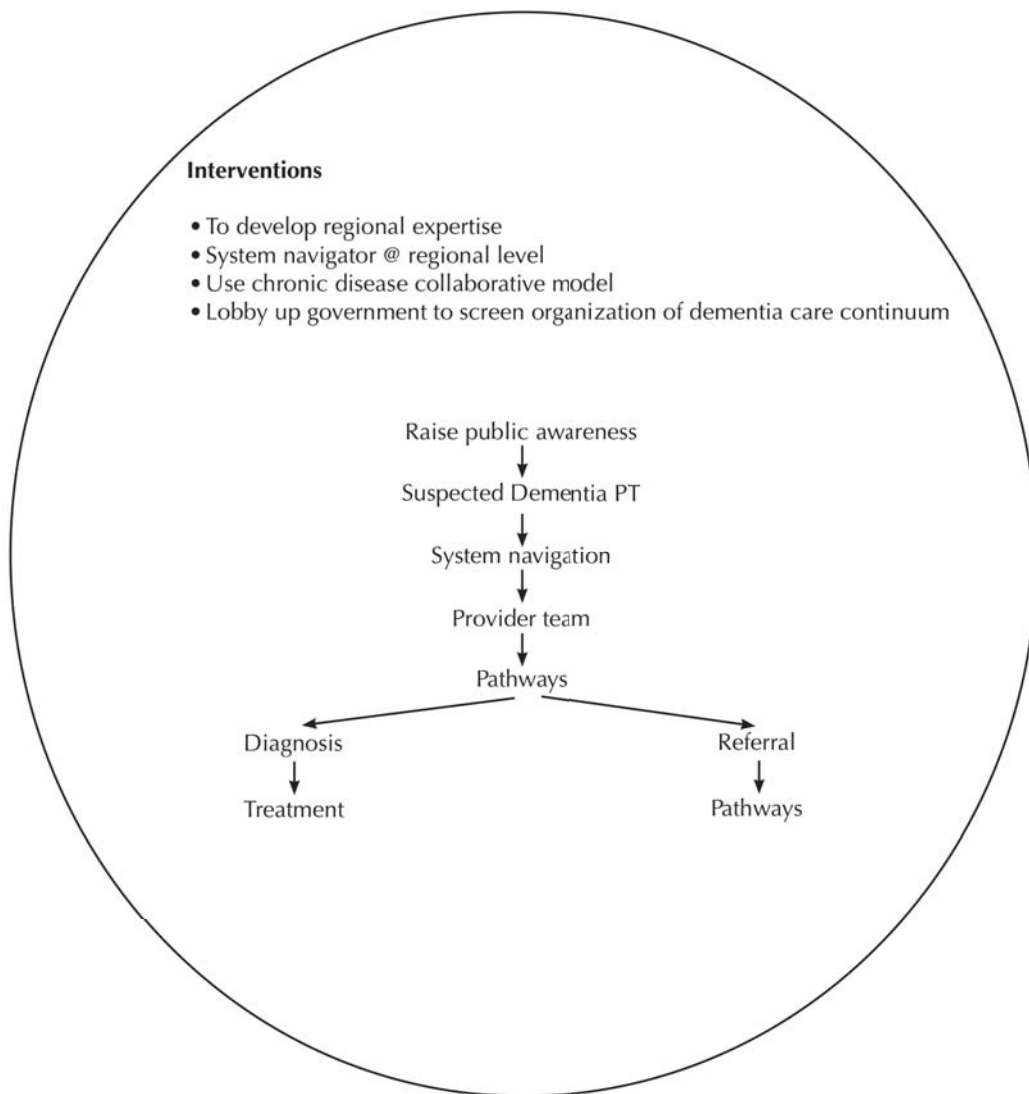 Interventions
• To develop regional expertise
• System navigator @ regional level
• Use chronic disease collaborative model
• Lobby up government to screen organization of dementia care continuum
Raise public awareness
Suspected Dementia PT
System navigation
Provider team
Pathways
Diagnosis
Referral
Treatment
Pathways